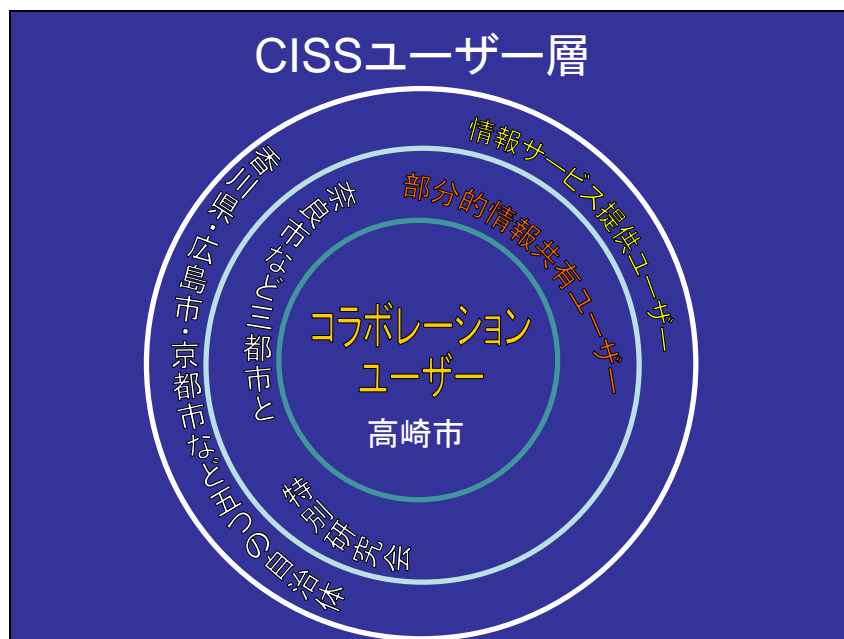 CISSユーザー層
情報サービス提供ユーザー
香川県・広島市・京都市など五つの自治体
部分的情報共有ユーザー
奈良市など三都市と
特別研究会
コラボレーション
ユーザー
高崎市